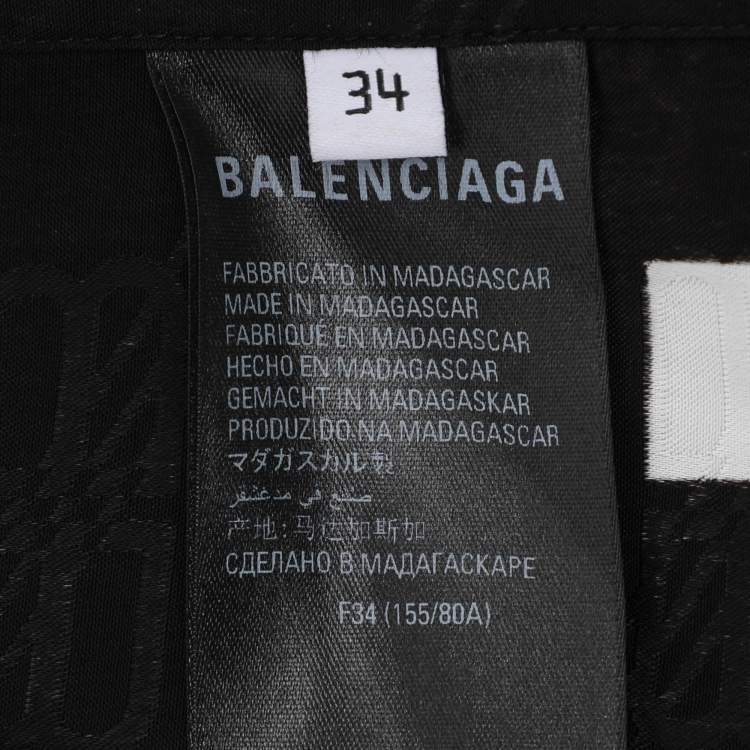 34
BALENCIAGA
FABBRICATO IN MADAGASCAR
MADE IN MADAGASCAR
FABRIQUÉ EN MADAGASCAR
HECHO EN MADAGASCAR
GEMACHT IN MADAGASKAR
PRODUZIDO NA MADAGASCAR
マダガスカル製
صنع في مدغشقر
产地:马达加斯加
СДЕЛАНО В МАДАГАСКАРЕ
F34 (155/80A)